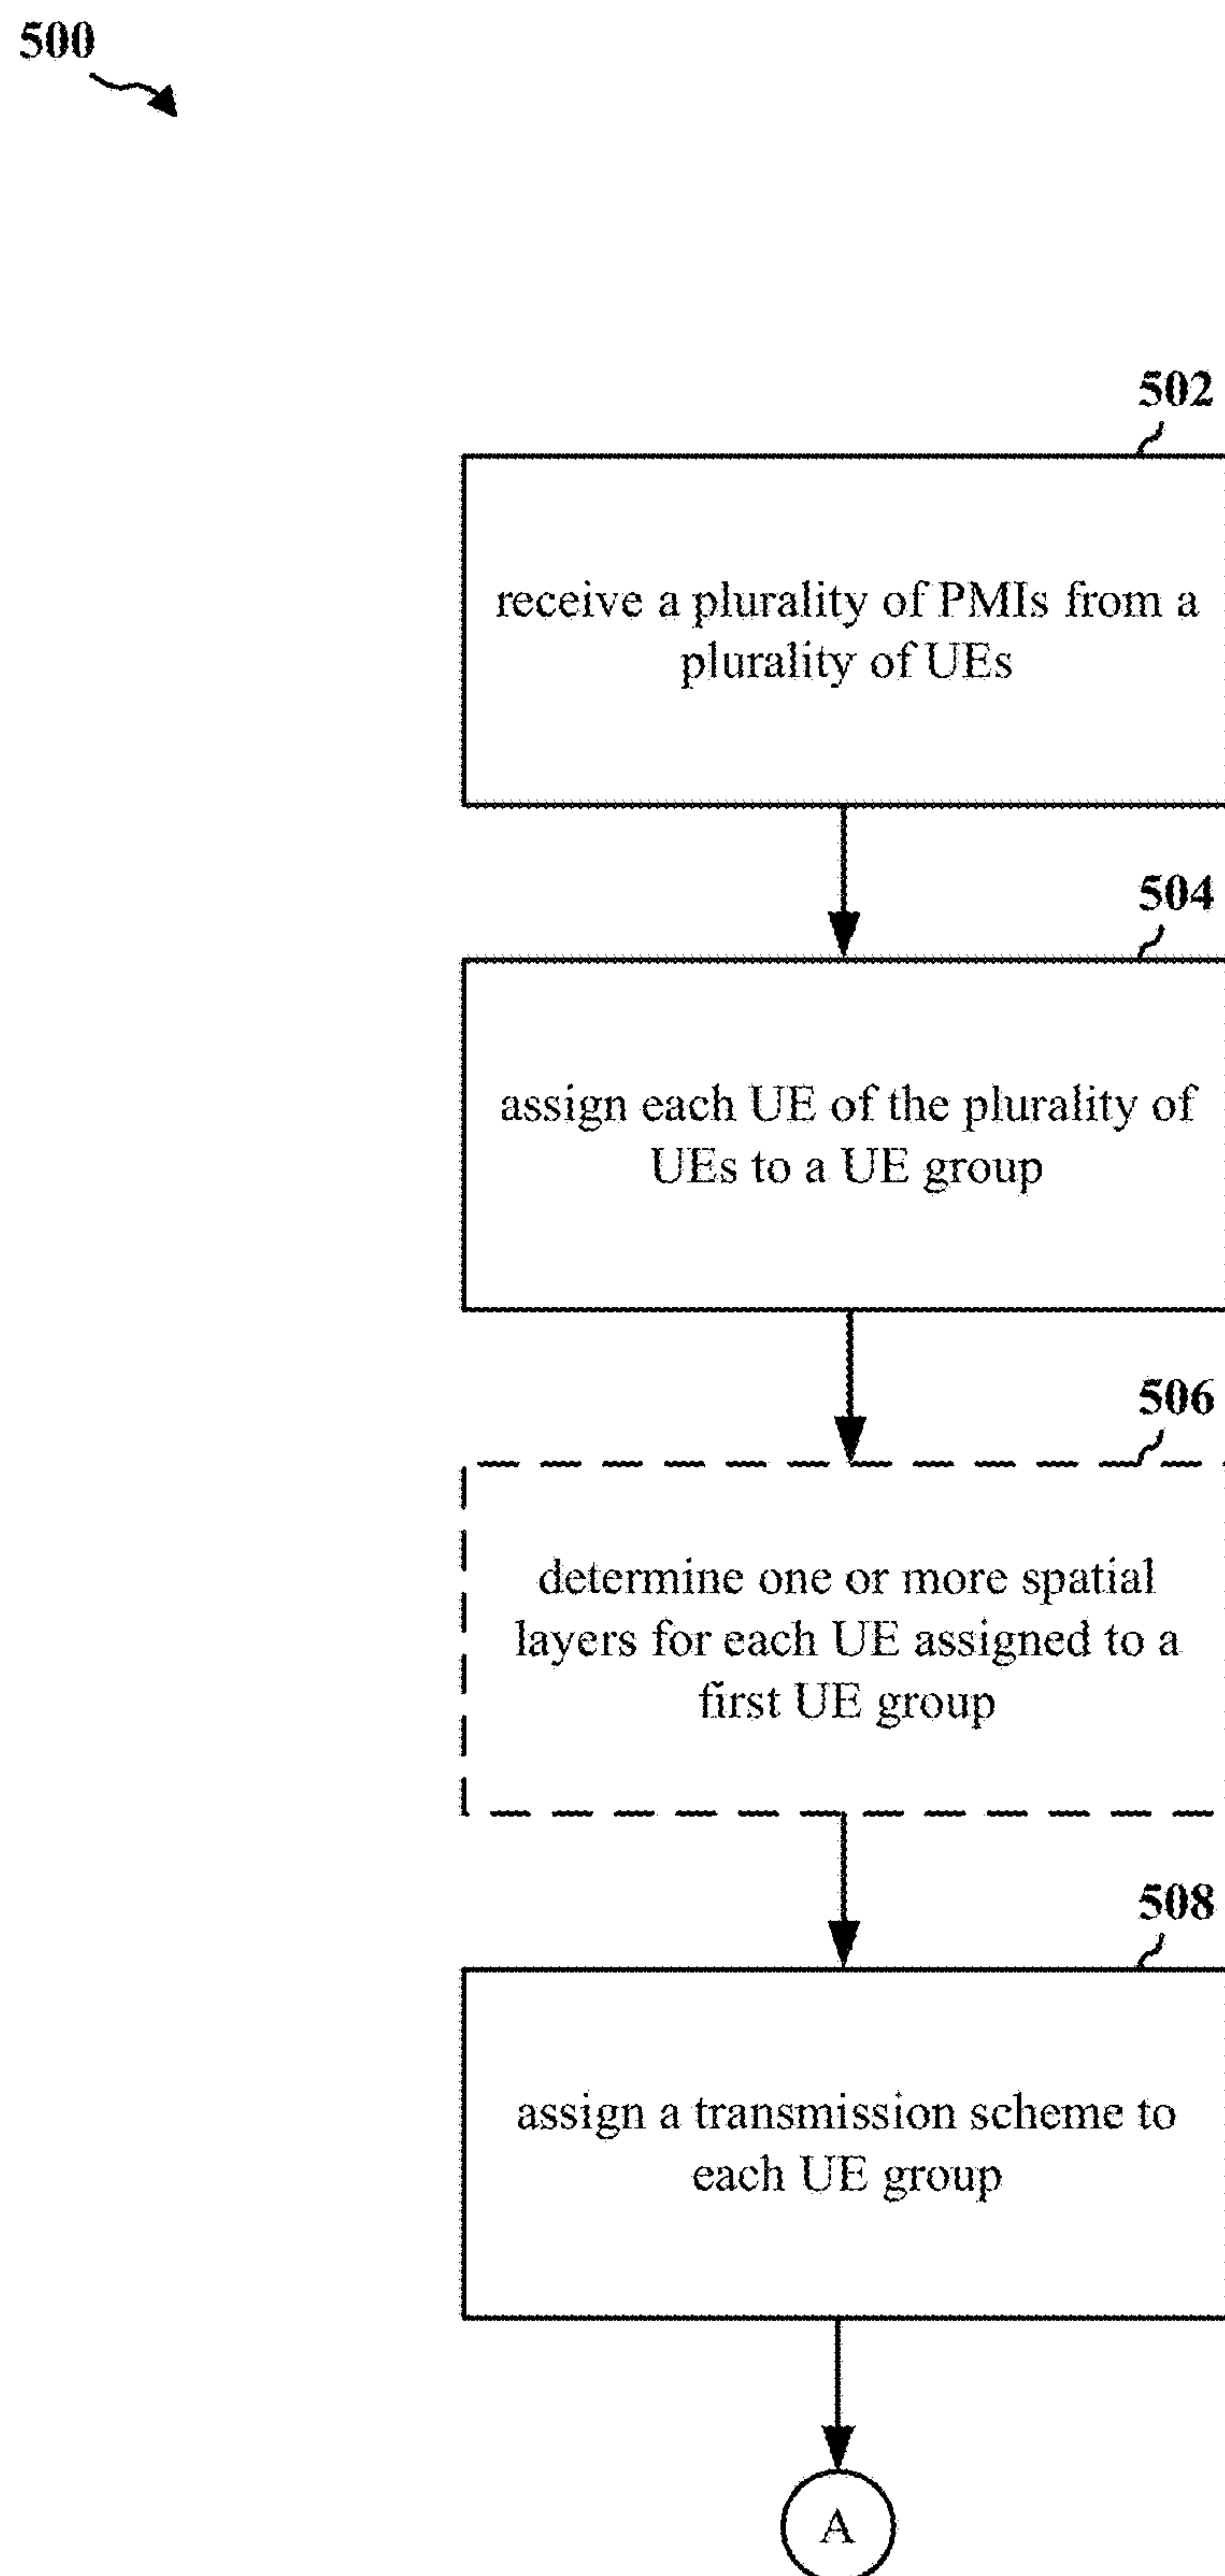 500
502
receive a plurality of PMIs from a
plurality of UEs
504
assign each UE of the plurality of
UEs to a UE group
506
determine one or more spatial
layers for each UE assigned to a
first UE group
508
assign a transmission scheme to
each UE group
A